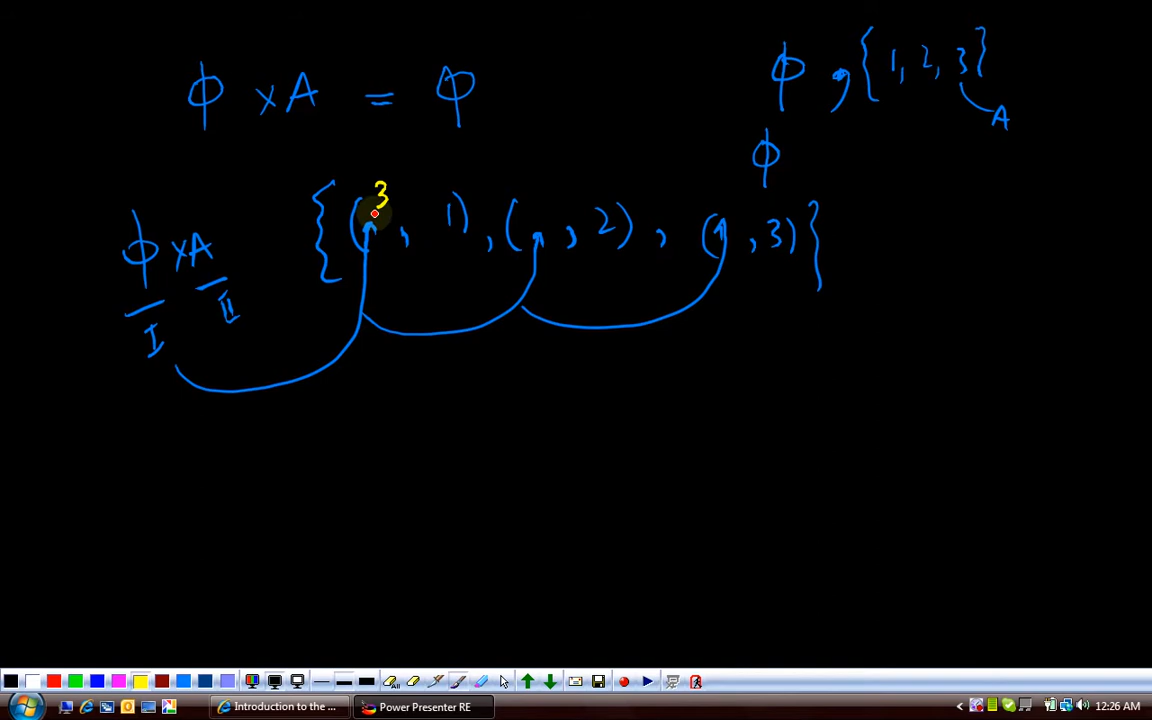 ϕ × A = ϕ
ϕ , {1, 2, 3}
A
ϕ
3
ϕ × A
{( , 1), ( , 2), ( , 3)}
I
II
Introduction to the ...
Power Presenter RE
12:26 AM